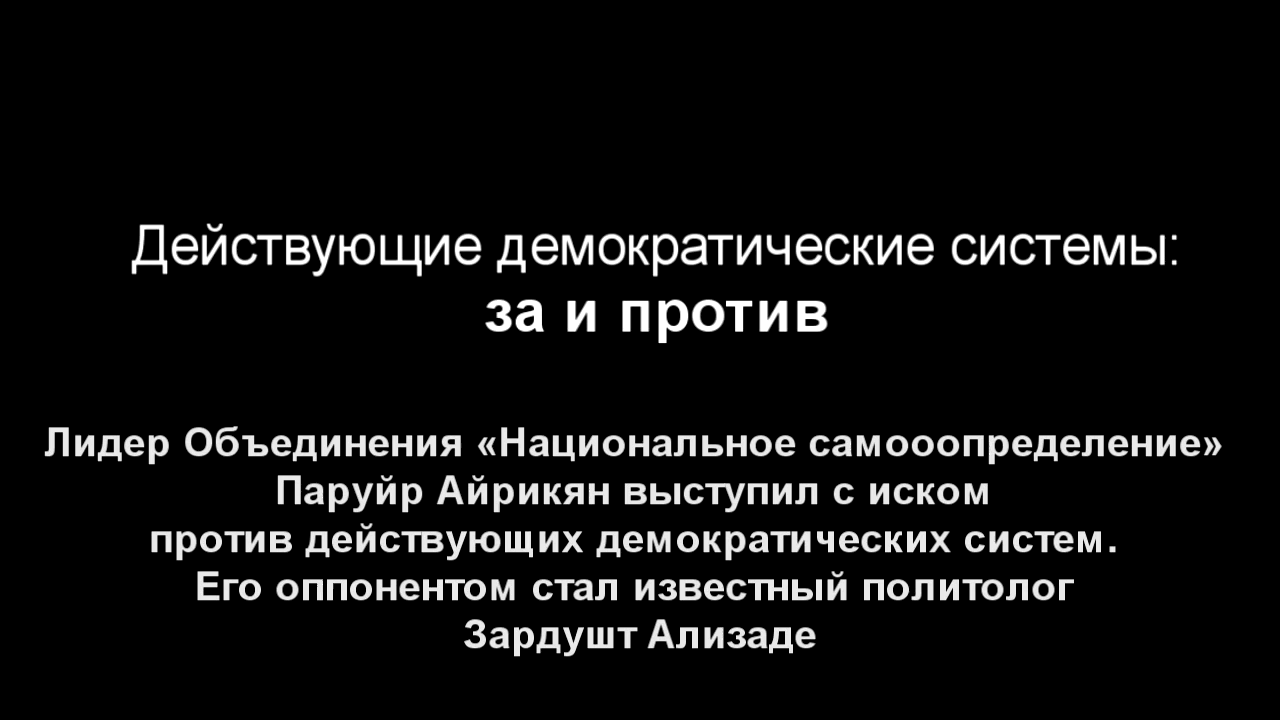 Действующие демократические системы:
за и против
Лидер Объединения «Национальное самооопределение»
Паруйр Айрикян выступил с иском
против действующих демократических систем.
Его оппонентом стал известный политолог
Зардушт Ализаде